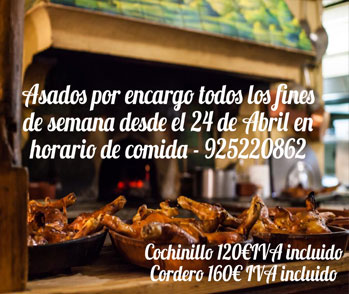 Asados por encargo todos los fines
de semana desde el 24 de Abril en
horario de comida - 925220862
Cochinillo 120€IVA incluido
Cordero 160€ IVA incluido